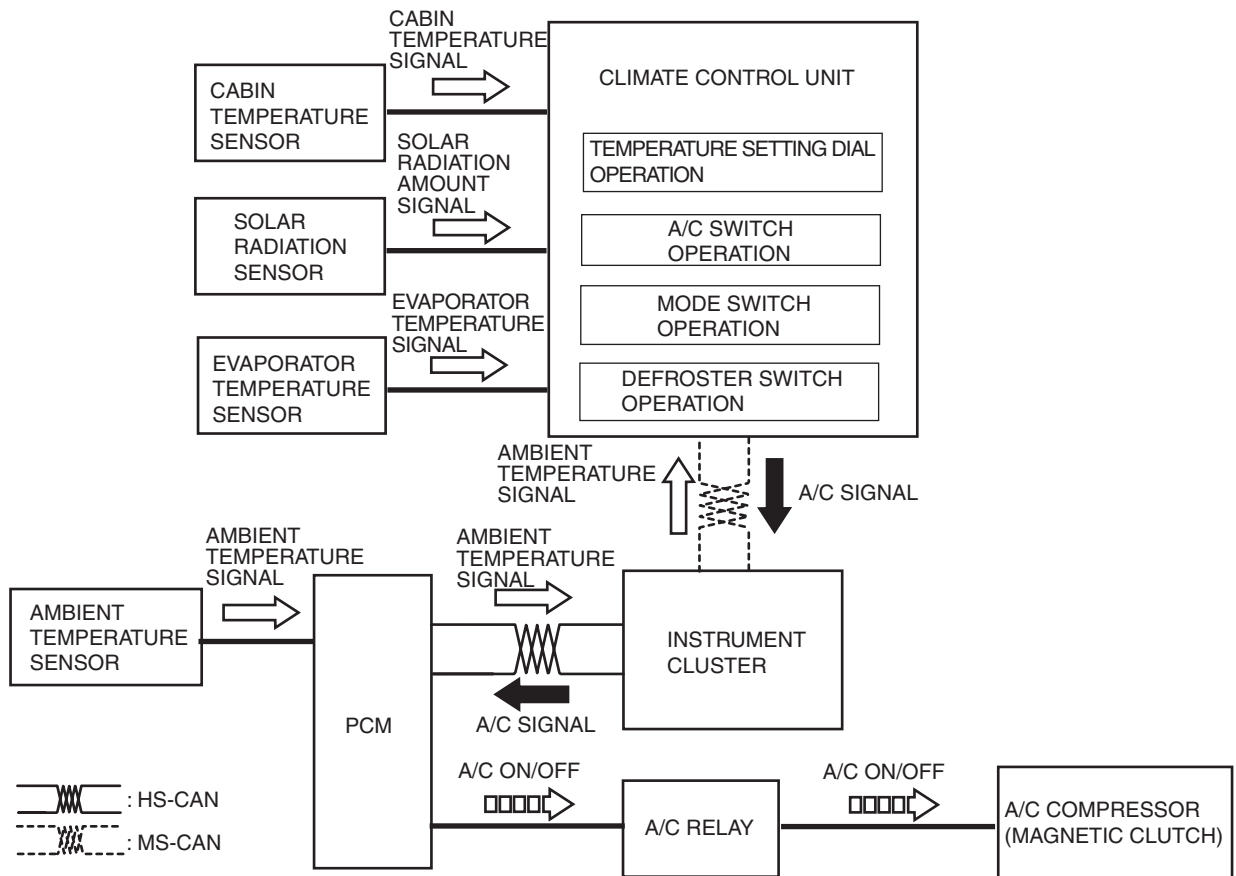 CABIN
TEMPERATURE
SIGNAL
CLIMATE CONTROL UNIT
CABIN
TEMPERATURE
SENSOR
SOLAR
RADIATION
AMOUNT
SIGNAL
TEMPERATURE SETTING DIAL
OPERATION
SOLAR
RADIATION
SENSOR
A/C SWITCH
OPERATION
EVAPORATOR
TEMPERATURE
SIGNAL
MODE SWITCH
OPERATION
EVAPORATOR
TEMPERATURE
SENSOR
DEFROSTER SWITCH
OPERATION
AMBIENT
TEMPERATURE
SIGNAL
A/C SIGNAL
AMBIENT
TEMPERATURE
SIGNAL
AMBIENT
TEMPERATURE
SIGNAL
AMBIENT
TEMPERATURE
SENSOR
INSTRUMENT
CLUSTER
PCM
A/C SIGNAL
A/C ON/OFF
A/C ON/OFF
: HS-CAN
: MS-CAN
A/C RELAY
A/C COMPRESSOR
(MAGNETIC CLUTCH)